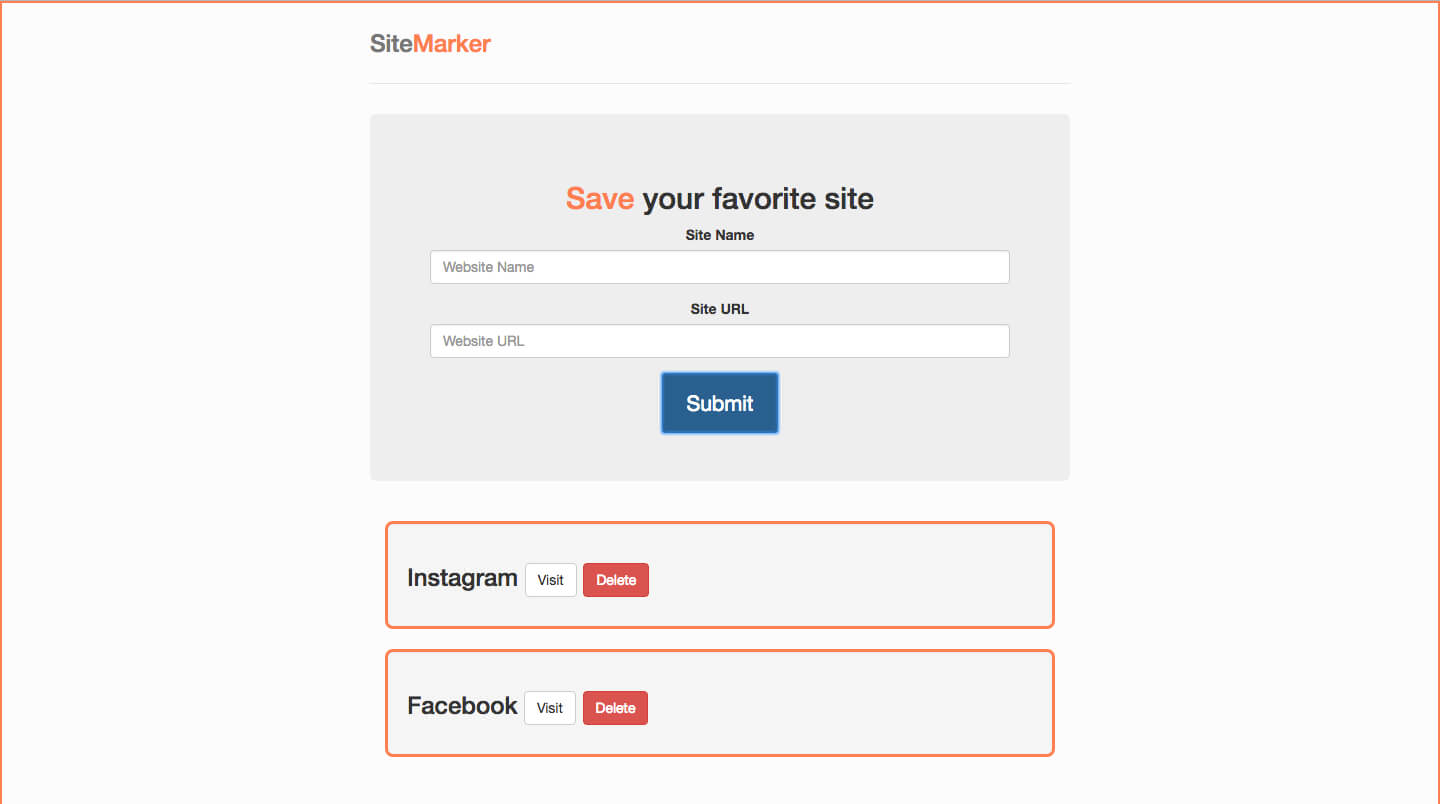 SiteMarker
Save your favorite site
Site Name
Website Name
Site URL
Website URL
Submit
Instagram Visit Delete
Facebook Visit Delete